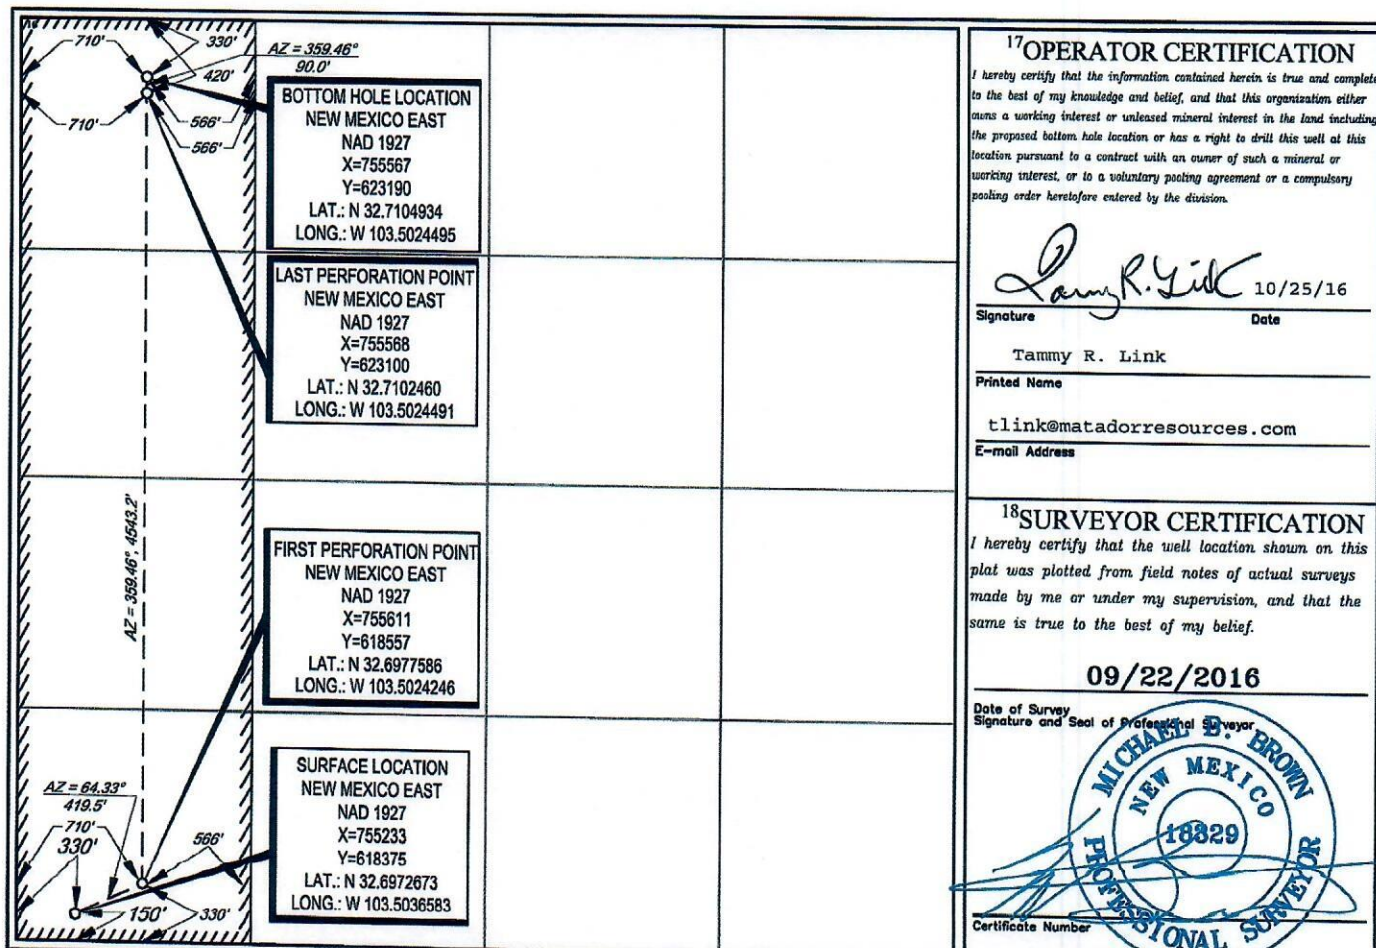 710'
330'
420'
AZ = 359.46°
90.0'
710'
566'
566'
BOTTOM HOLE LOCATION
NEW MEXICO EAST
NAD 1927
X=755567
Y=623190
LAT.: N 32.7104934
LONG.: W 103.5024495
LAST PERFORATION POINT
NEW MEXICO EAST
NAD 1927
X=755568
Y=623100
LAT.: N 32.7102460
LONG.: W 103.5024491
AZ = 359.46°, 4543.2'
FIRST PERFORATION POINT
NEW MEXICO EAST
NAD 1927
X=755611
Y=618557
LAT.: N 32.6977586
LONG.: W 103.5024246
SURFACE LOCATION
NEW MEXICO EAST
NAD 1927
X=755233
Y=618375
LAT.: N 32.6972673
LONG.: W 103.5036583
AZ = 64.33°
419.5'
710'
330'
566'
150'
330'
17 OPERATOR CERTIFICATION
I hereby certify that the information contained herein is true and complete
to the best of my knowledge and belief, and that this organization either
owns a working interest or unleased mineral interest in the land including
the proposed bottom hole location or has a right to drill this well at this
location pursuant to a contract with an owner of such a mineral or
working interest, or to a voluntary pooling agreement or a compulsory
pooling order heretofore entered by the division.
Tammy R. Link 10/25/16
Signature Date
Tammy R. Link
Printed Name
tlink@matadorresources.com
E-mail Address
18 SURVEYOR CERTIFICATION
I hereby certify that the well location shown on this
plat was plotted from field notes of actual surveys
made by me or under my supervision, and that the
same is true to the best of my belief.
09/22/2016
Date of Survey
Signature and Seal of Professional Surveyor
MICHAEL B. BROWN
NEW MEXICO
18329
PROFESSIONAL SURVEYOR
Certificate Number